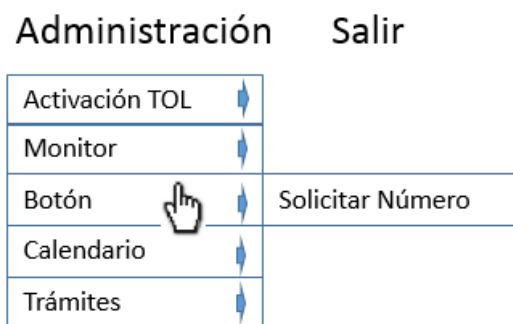 Administración Salir
Activación TOL
Monitor
Botón Solicitar Número
Calendario
Trámites